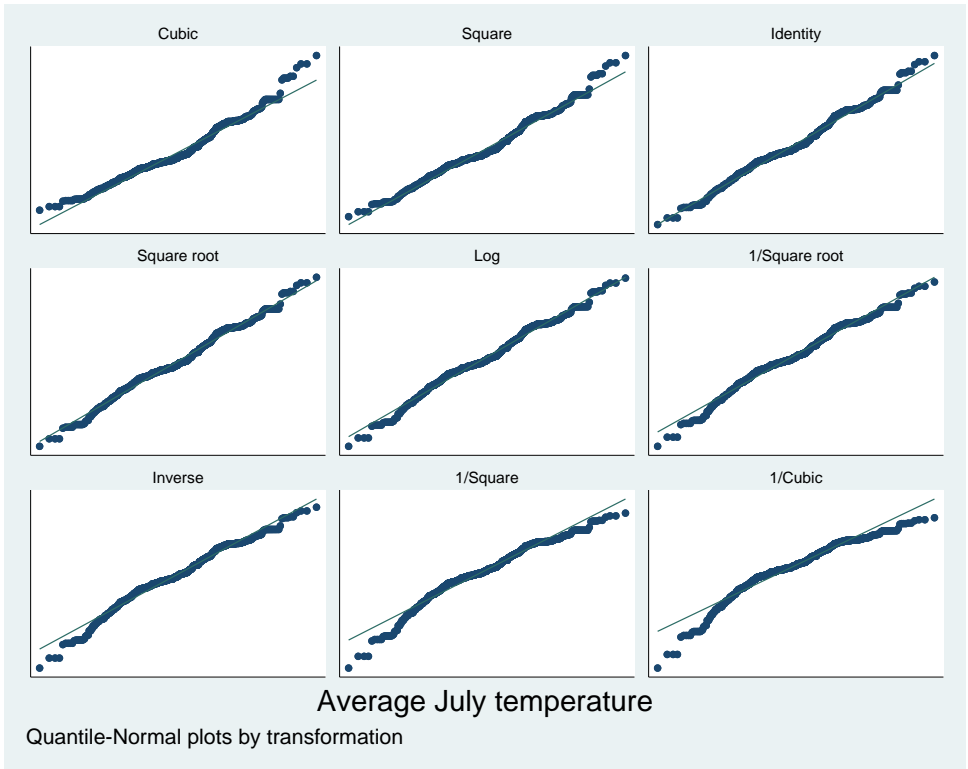 Cubic
Square
Identity
Square root
Log
1/Square root
Inverse
1/Square
1/Cubic
Average July temperature
Quantile-Normal plots by transformation